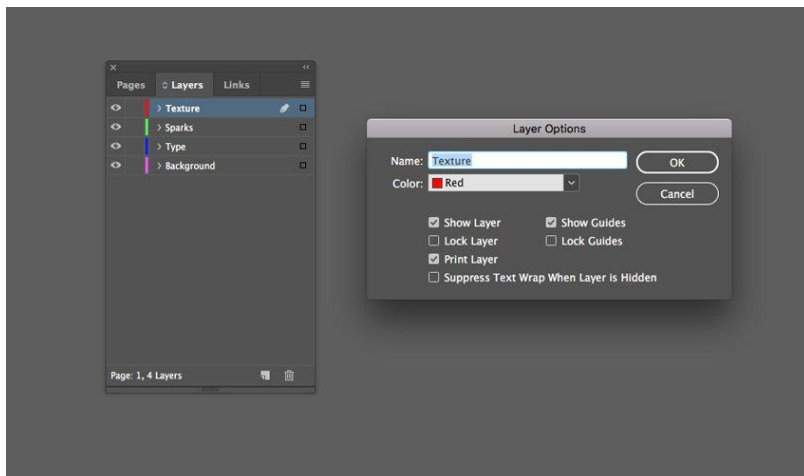 Pages Layers Links
Texture
Sparks
Type
Background
Page: 1, 4 Layers
Layer Options
Name: Texture OK
Color: Red Cancel
Show Layer Show Guides
Lock Layer Lock Guides
Print Layer
Suppress Text Wrap When Layer is Hidden